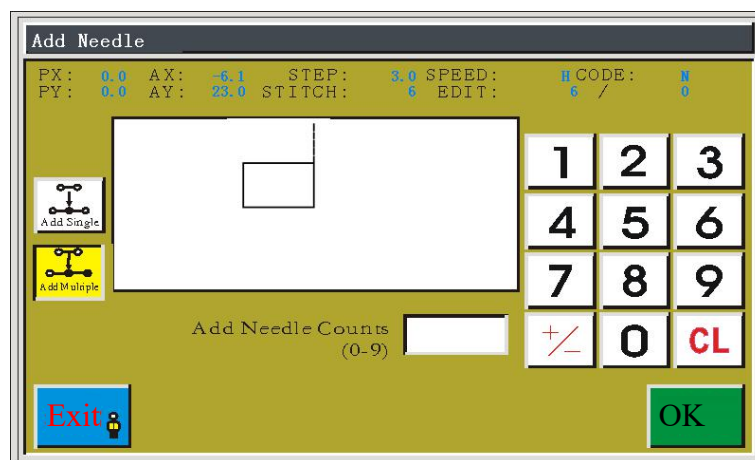 Add Needle
PX: 0.0 AX: -6.1 STEP: 3.0 SPEED: H CODE: N
PY: 0.0 AY: 23.0 STITCH: 6 EDIT: 6 / 0
1 2 3
Add Single
4 5 6
Add Multiple
7 8 9
Add Needle Counts
(0-9)
+/- 0 CL
Exit
OK